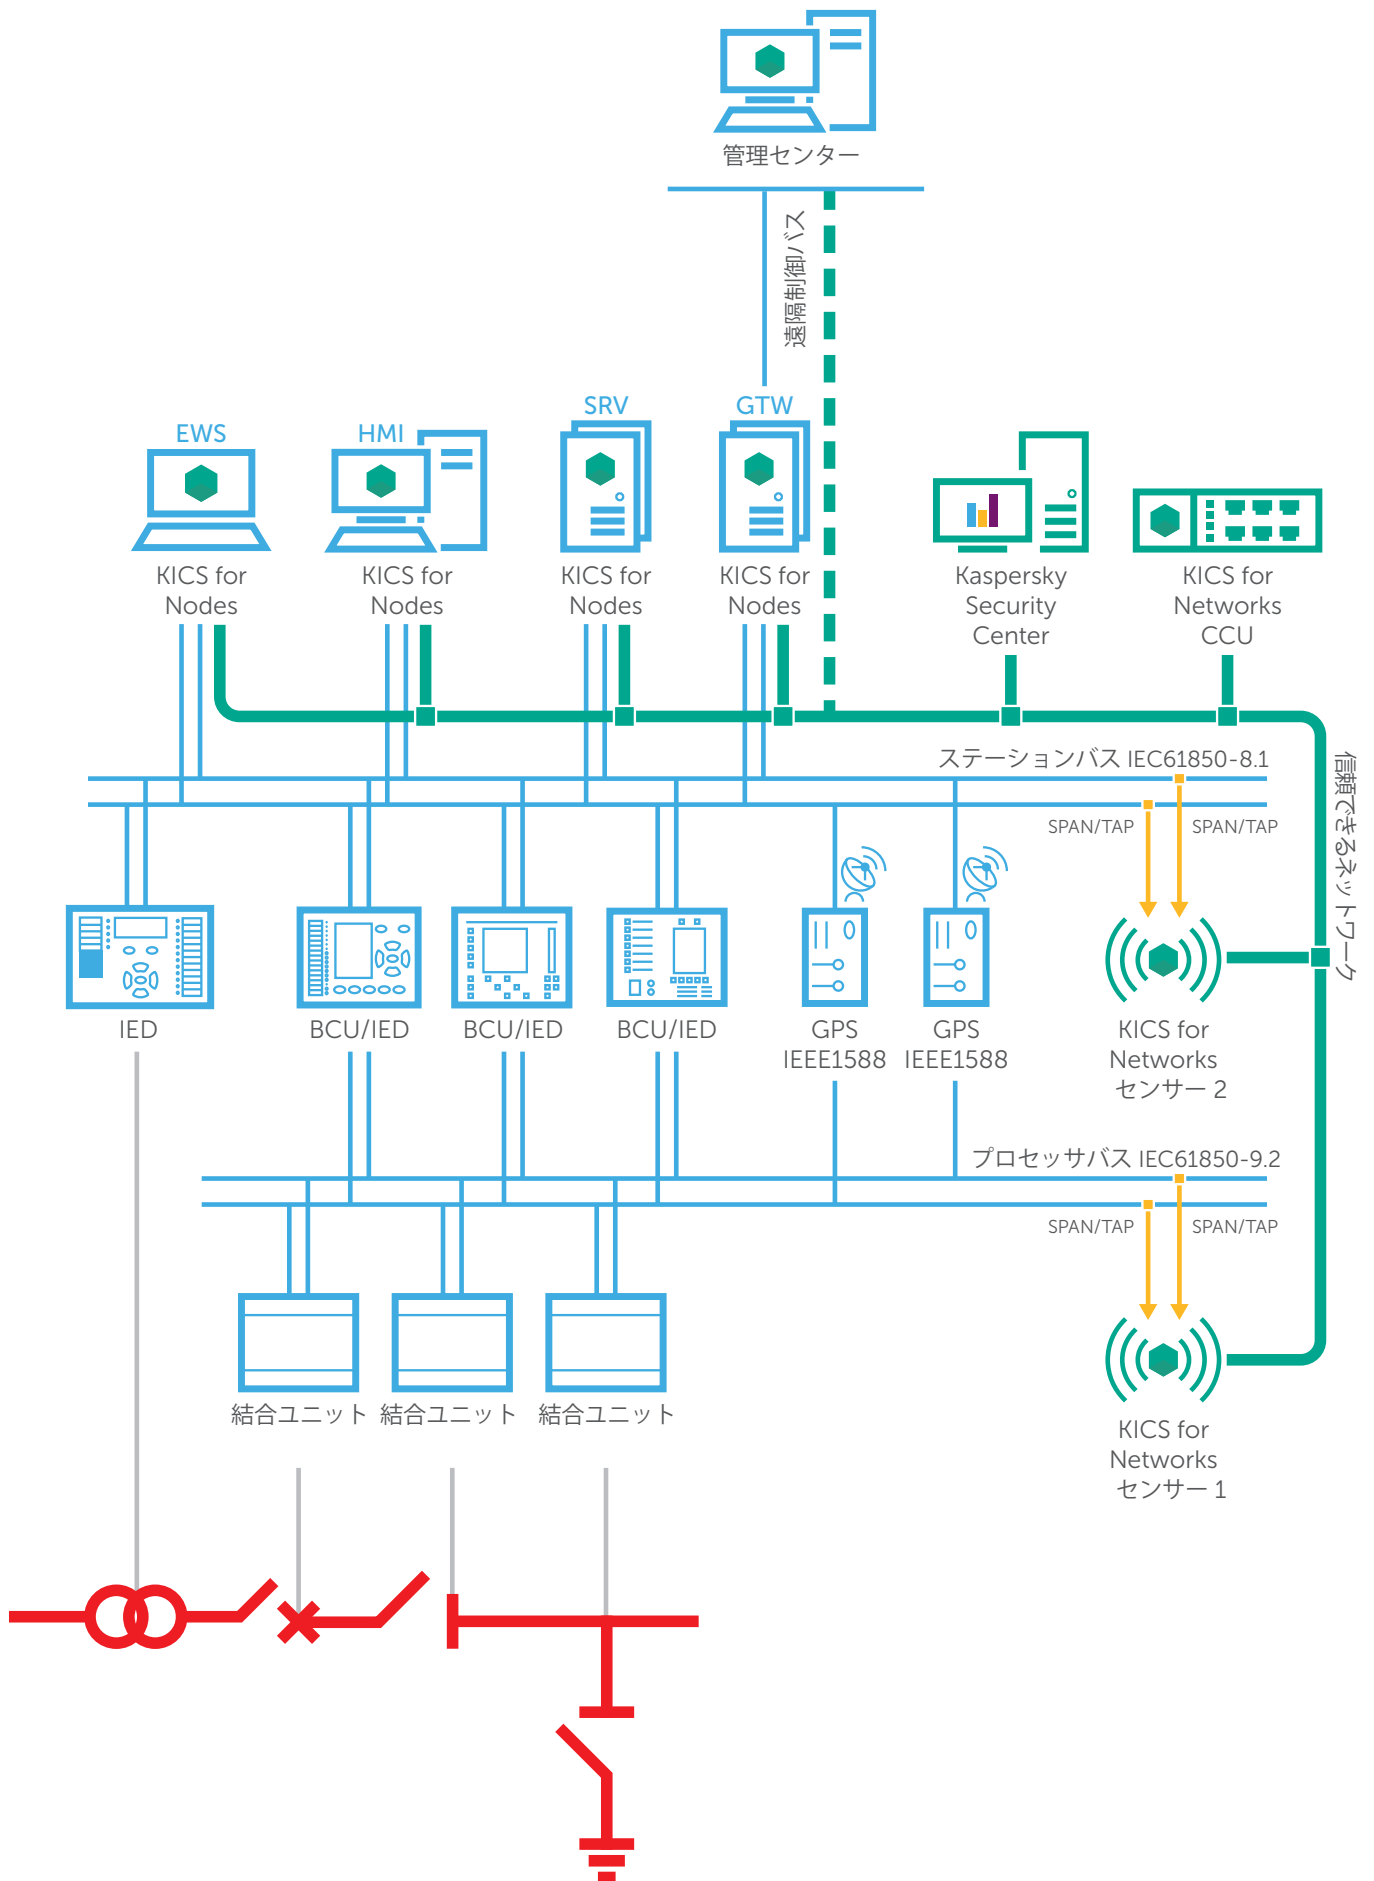 管理センター
遠隔制御バス
EWS
HMI
SRV
GTW
KICS for
Nodes
KICS for
Nodes
KICS for
Nodes
KICS for
Nodes
Kaspersky
Security
Center
KICS for
Networks
CCU
ステーションバス IEC61850-8.1
信頼できるネットワーク
SPAN/TAP
SPAN/TAP
IED
BCU/IED
BCU/IED
BCU/IED
GPS
IEEE1588
GPS
IEEE1588
KICS for
Networks
センサー 2
プロセッサバス IEC61850-9.2
SPAN/TAP
SPAN/TAP
結合ユニット
結合ユニット
結合ユニット
KICS for
Networks
センサー 1